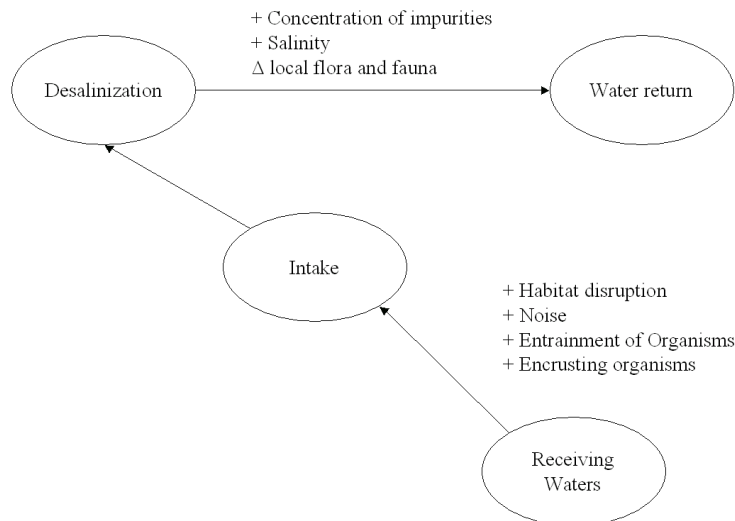 + Concentration of impurities
+ Salinity
Δ local flora and fauna
Desalinization
Water return
Intake
+ Habitat disruption
+ Noise
+ Entrainment of Organisms
+ Encrusting organisms
Receiving
Waters